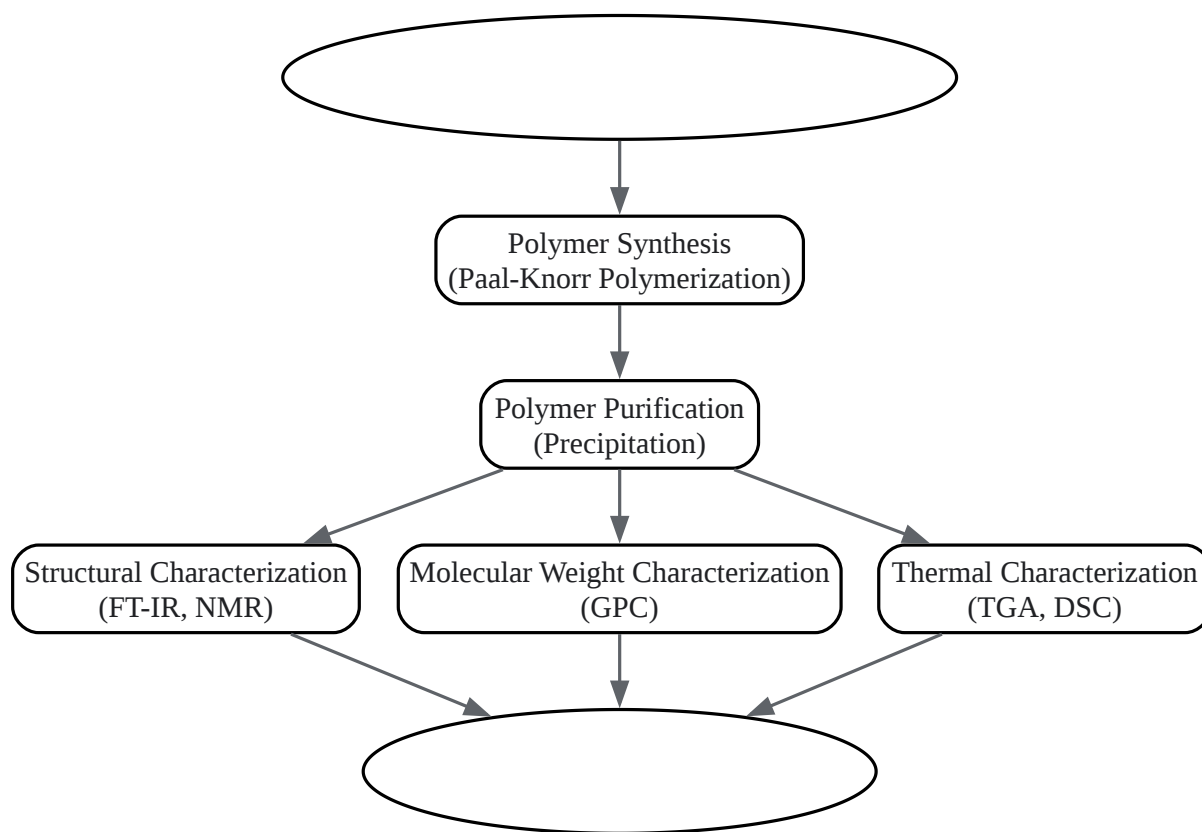 Polymer Synthesis
(Paal-Knorr Polymerization)
Polymer Purification
(Precipitation)
Structural Characterization
(FT-IR, NMR)
Molecular Weight Characterization
(GPC)
Thermal Characterization
(TGA, DSC)